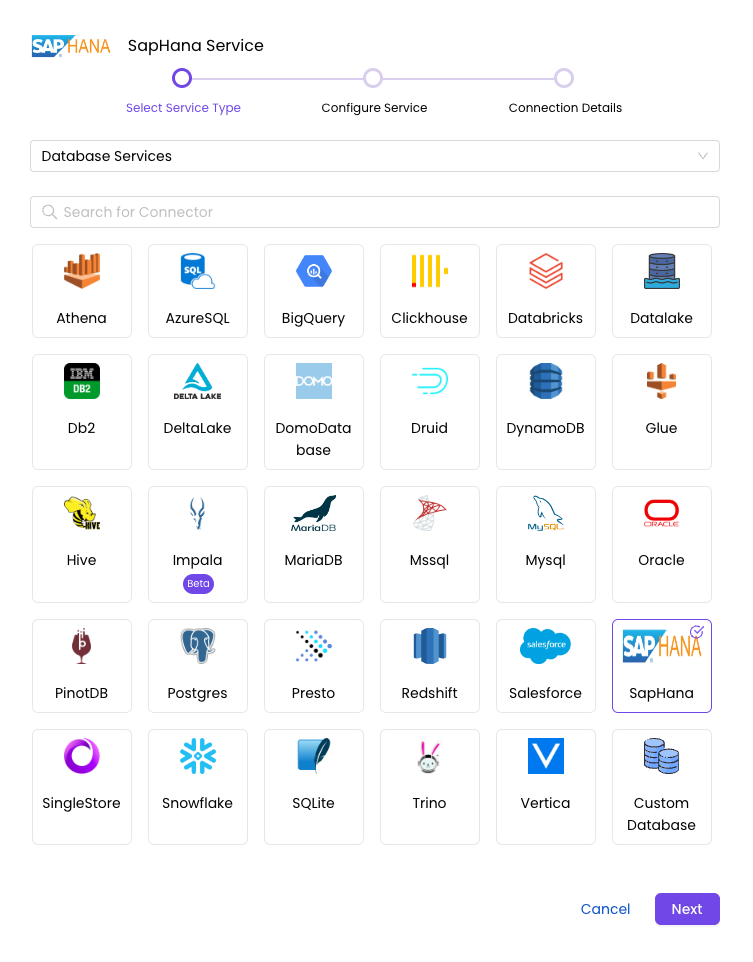 SAP HANA SapHana Service
Select Service Type Configure Service Connection Details
Database Services
Search for Connector
SQL
Athena AzureSQL BigQuery Clickhouse Databricks Datalake
IBM
DB2 DELTA LAKE DOMO
Db2 DeltaLake DomoData Druid DynamoDB Glue
base
HIVE MariaDB MySQL ORACLE
Hive Impala MariaDB Mssql Mysql Oracle
Beta
salesforce SAP HANA
PinotDB Postgres Presto Redshift Salesforce SapHana
SingleStore Snowflake SQLite Trino Vertica Custom
Database
Cancel Next